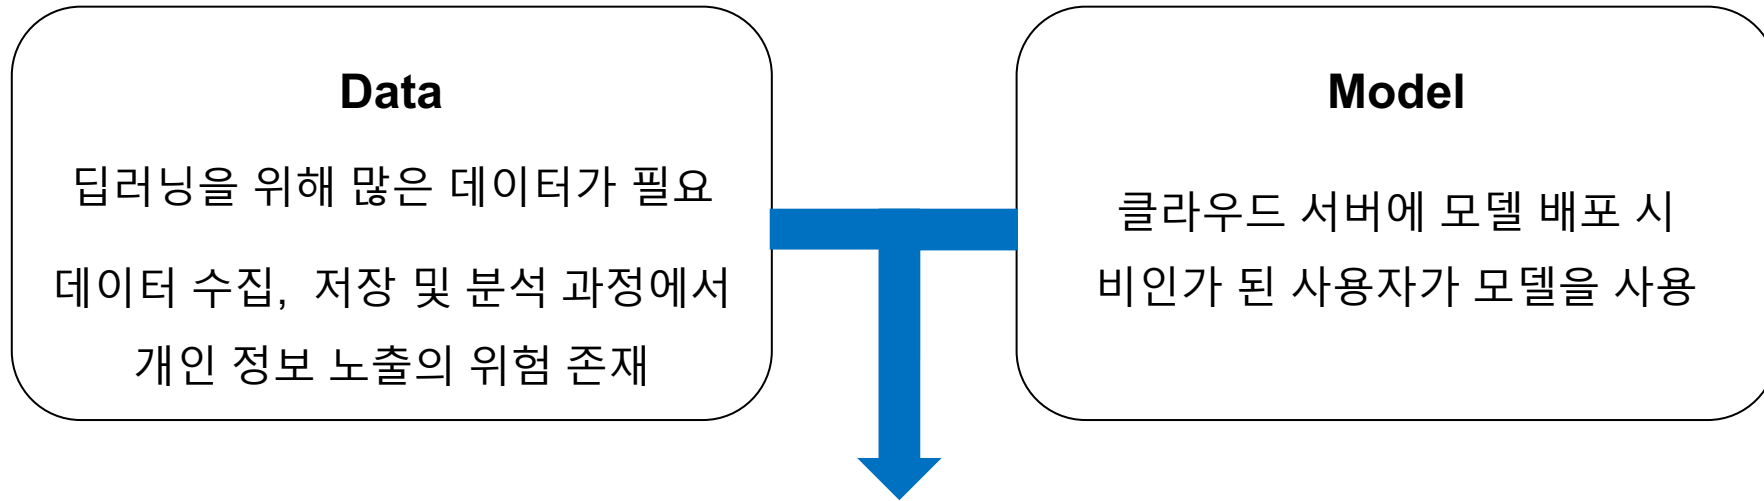 Data
딥러닝을 위해 많은 데이터가 필요
데이터 수집, 저장 및 분석 과정에서
개인 정보 노출의 위험 존재
Model
클라우드 서버에 모델 배포 시
비인가 된 사용자가 모델을 사용